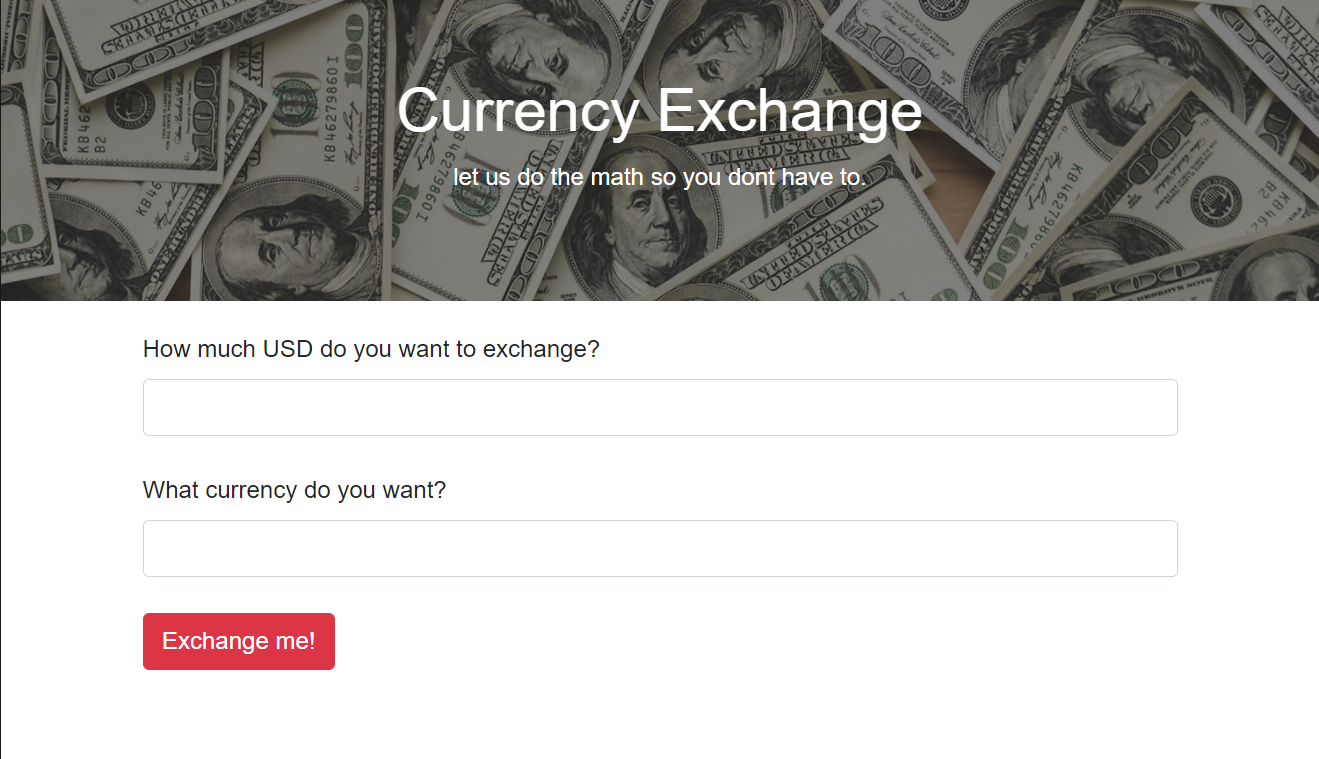 Currency Exchange
let us do the math so you dont have to.
How much USD do you want to exchange?
What currency do you want?
Exchange me!